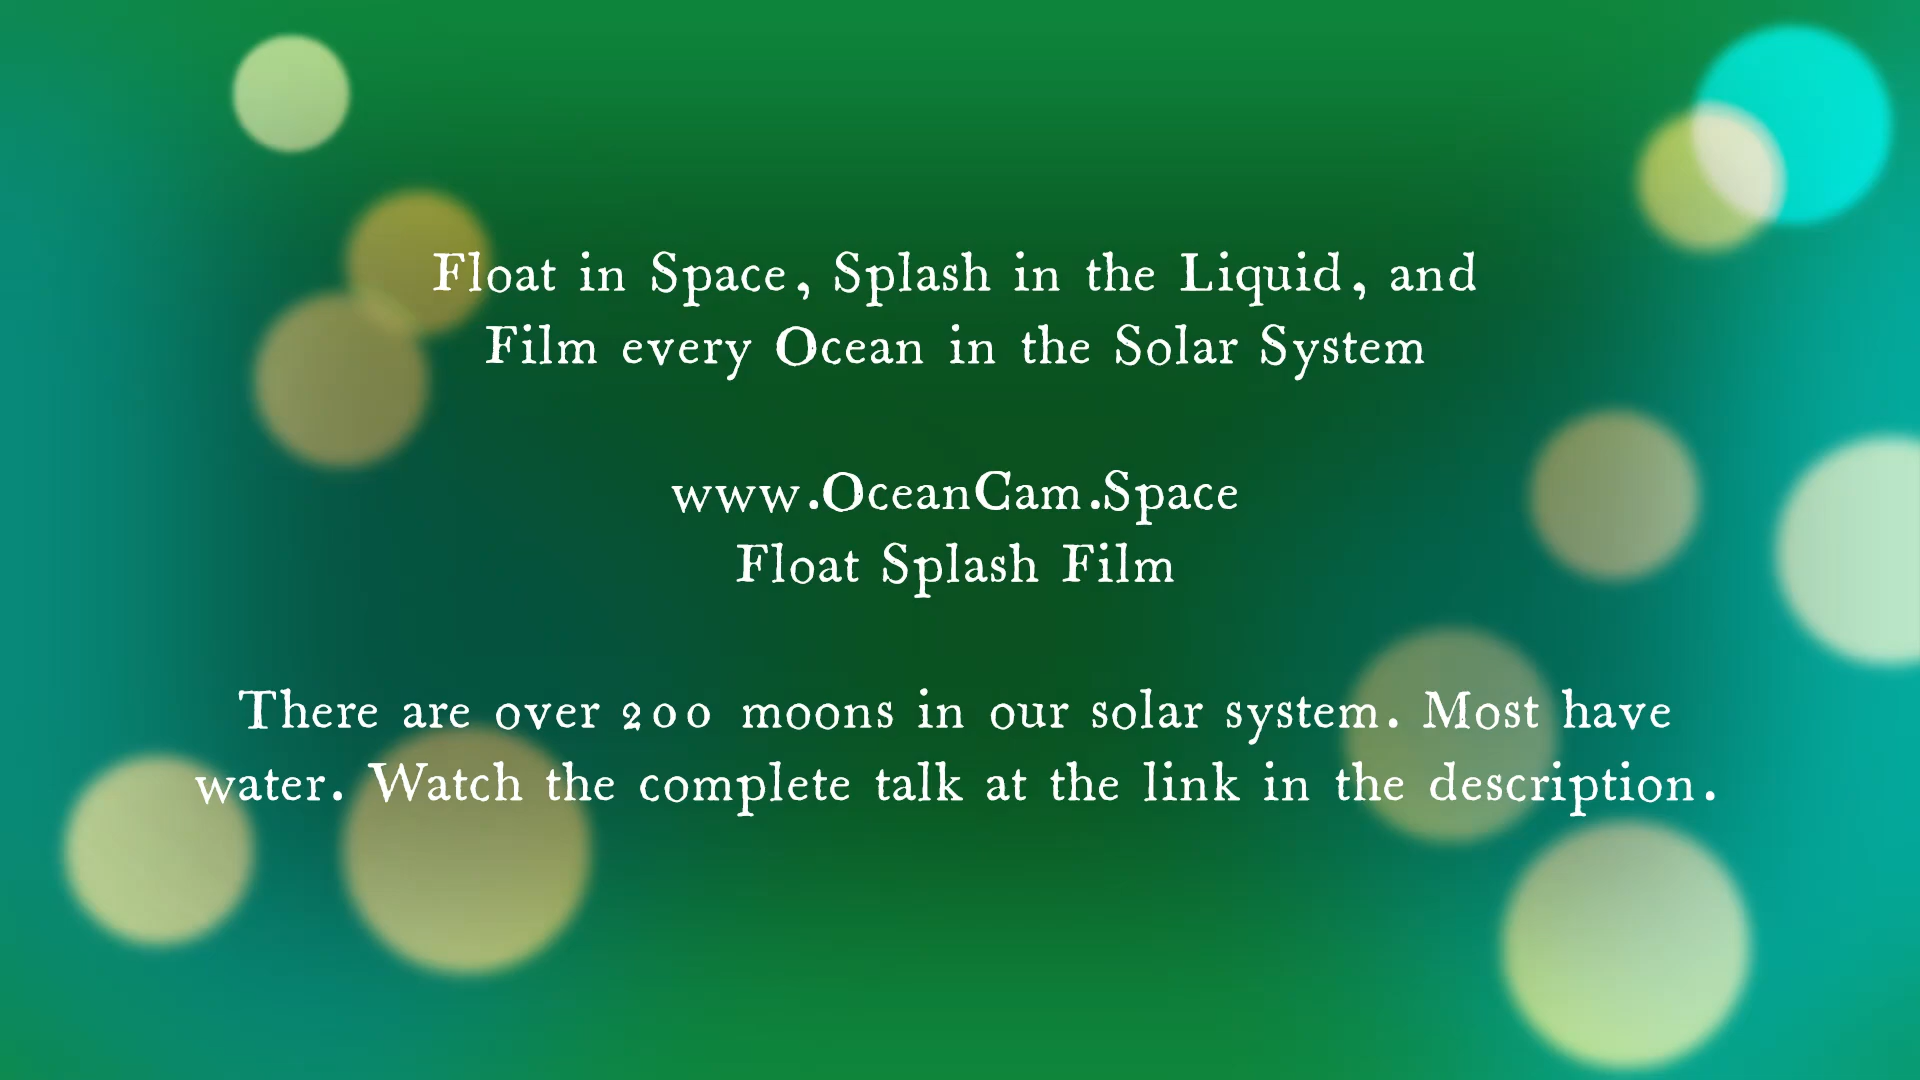 Float in Space, Splash in the Liquid, and
Film every Ocean in the Solar System
www.OceanCam.Space
Float Splash Film
There are over 200 moons in our solar system. Most have
water. Watch the complete talk at the link in the description.